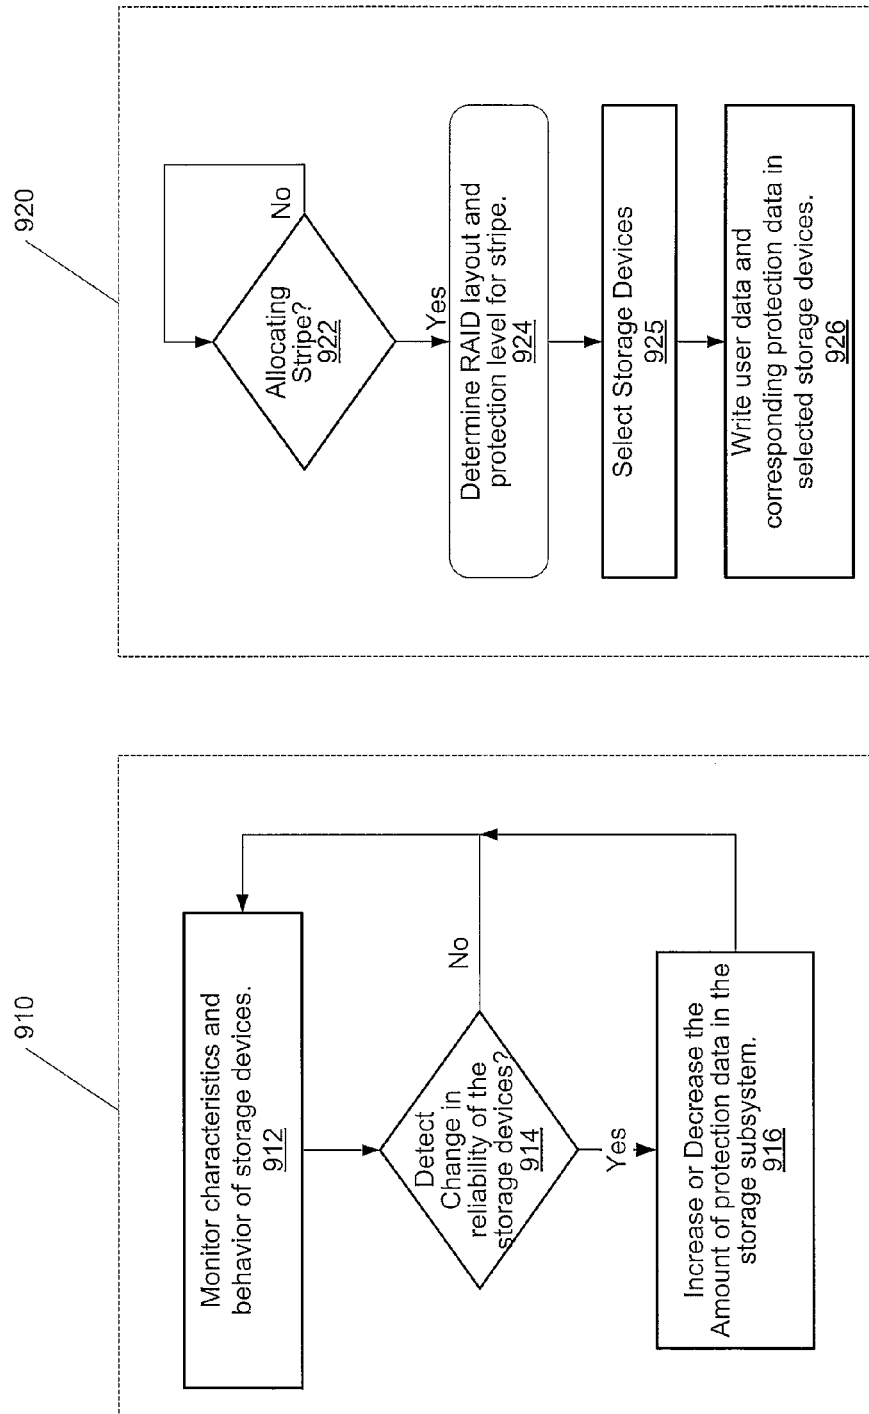 910
Monitor characteristics and
behavior of storage devices.
912
Detect
Change in
reliability of the
storage devices?
914
No
Yes
Increase or Decrease the
Amount of protection data in the
storage subsystem.
916
920
Allocating
Stripe?
922
No
Yes
Determine RAID layout and
protection level for stripe.
924
Select Storage Devices
925
Write user data and
corresponding protection data in
selected storage devices.
926